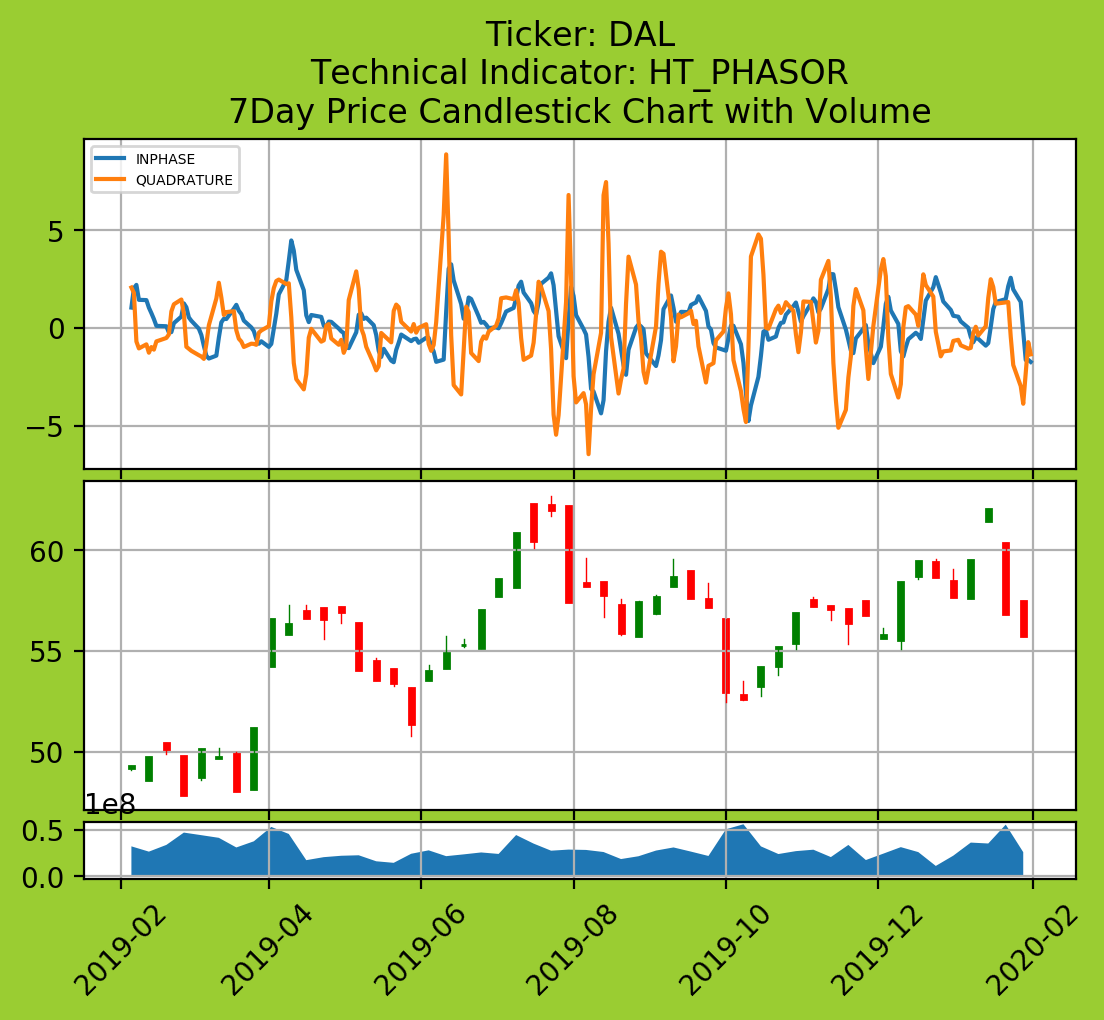 Ticker: DAL
Technical Indicator: HT_PHASOR
7Day Price Candlestick Chart with Volume
INPHASE
QUADRATURE
5
0
−5
60
55
50
1e8
0.5
0.0
2019-02
2019-04
2019-06
2019-08
2019-10
2019-12
2020-02